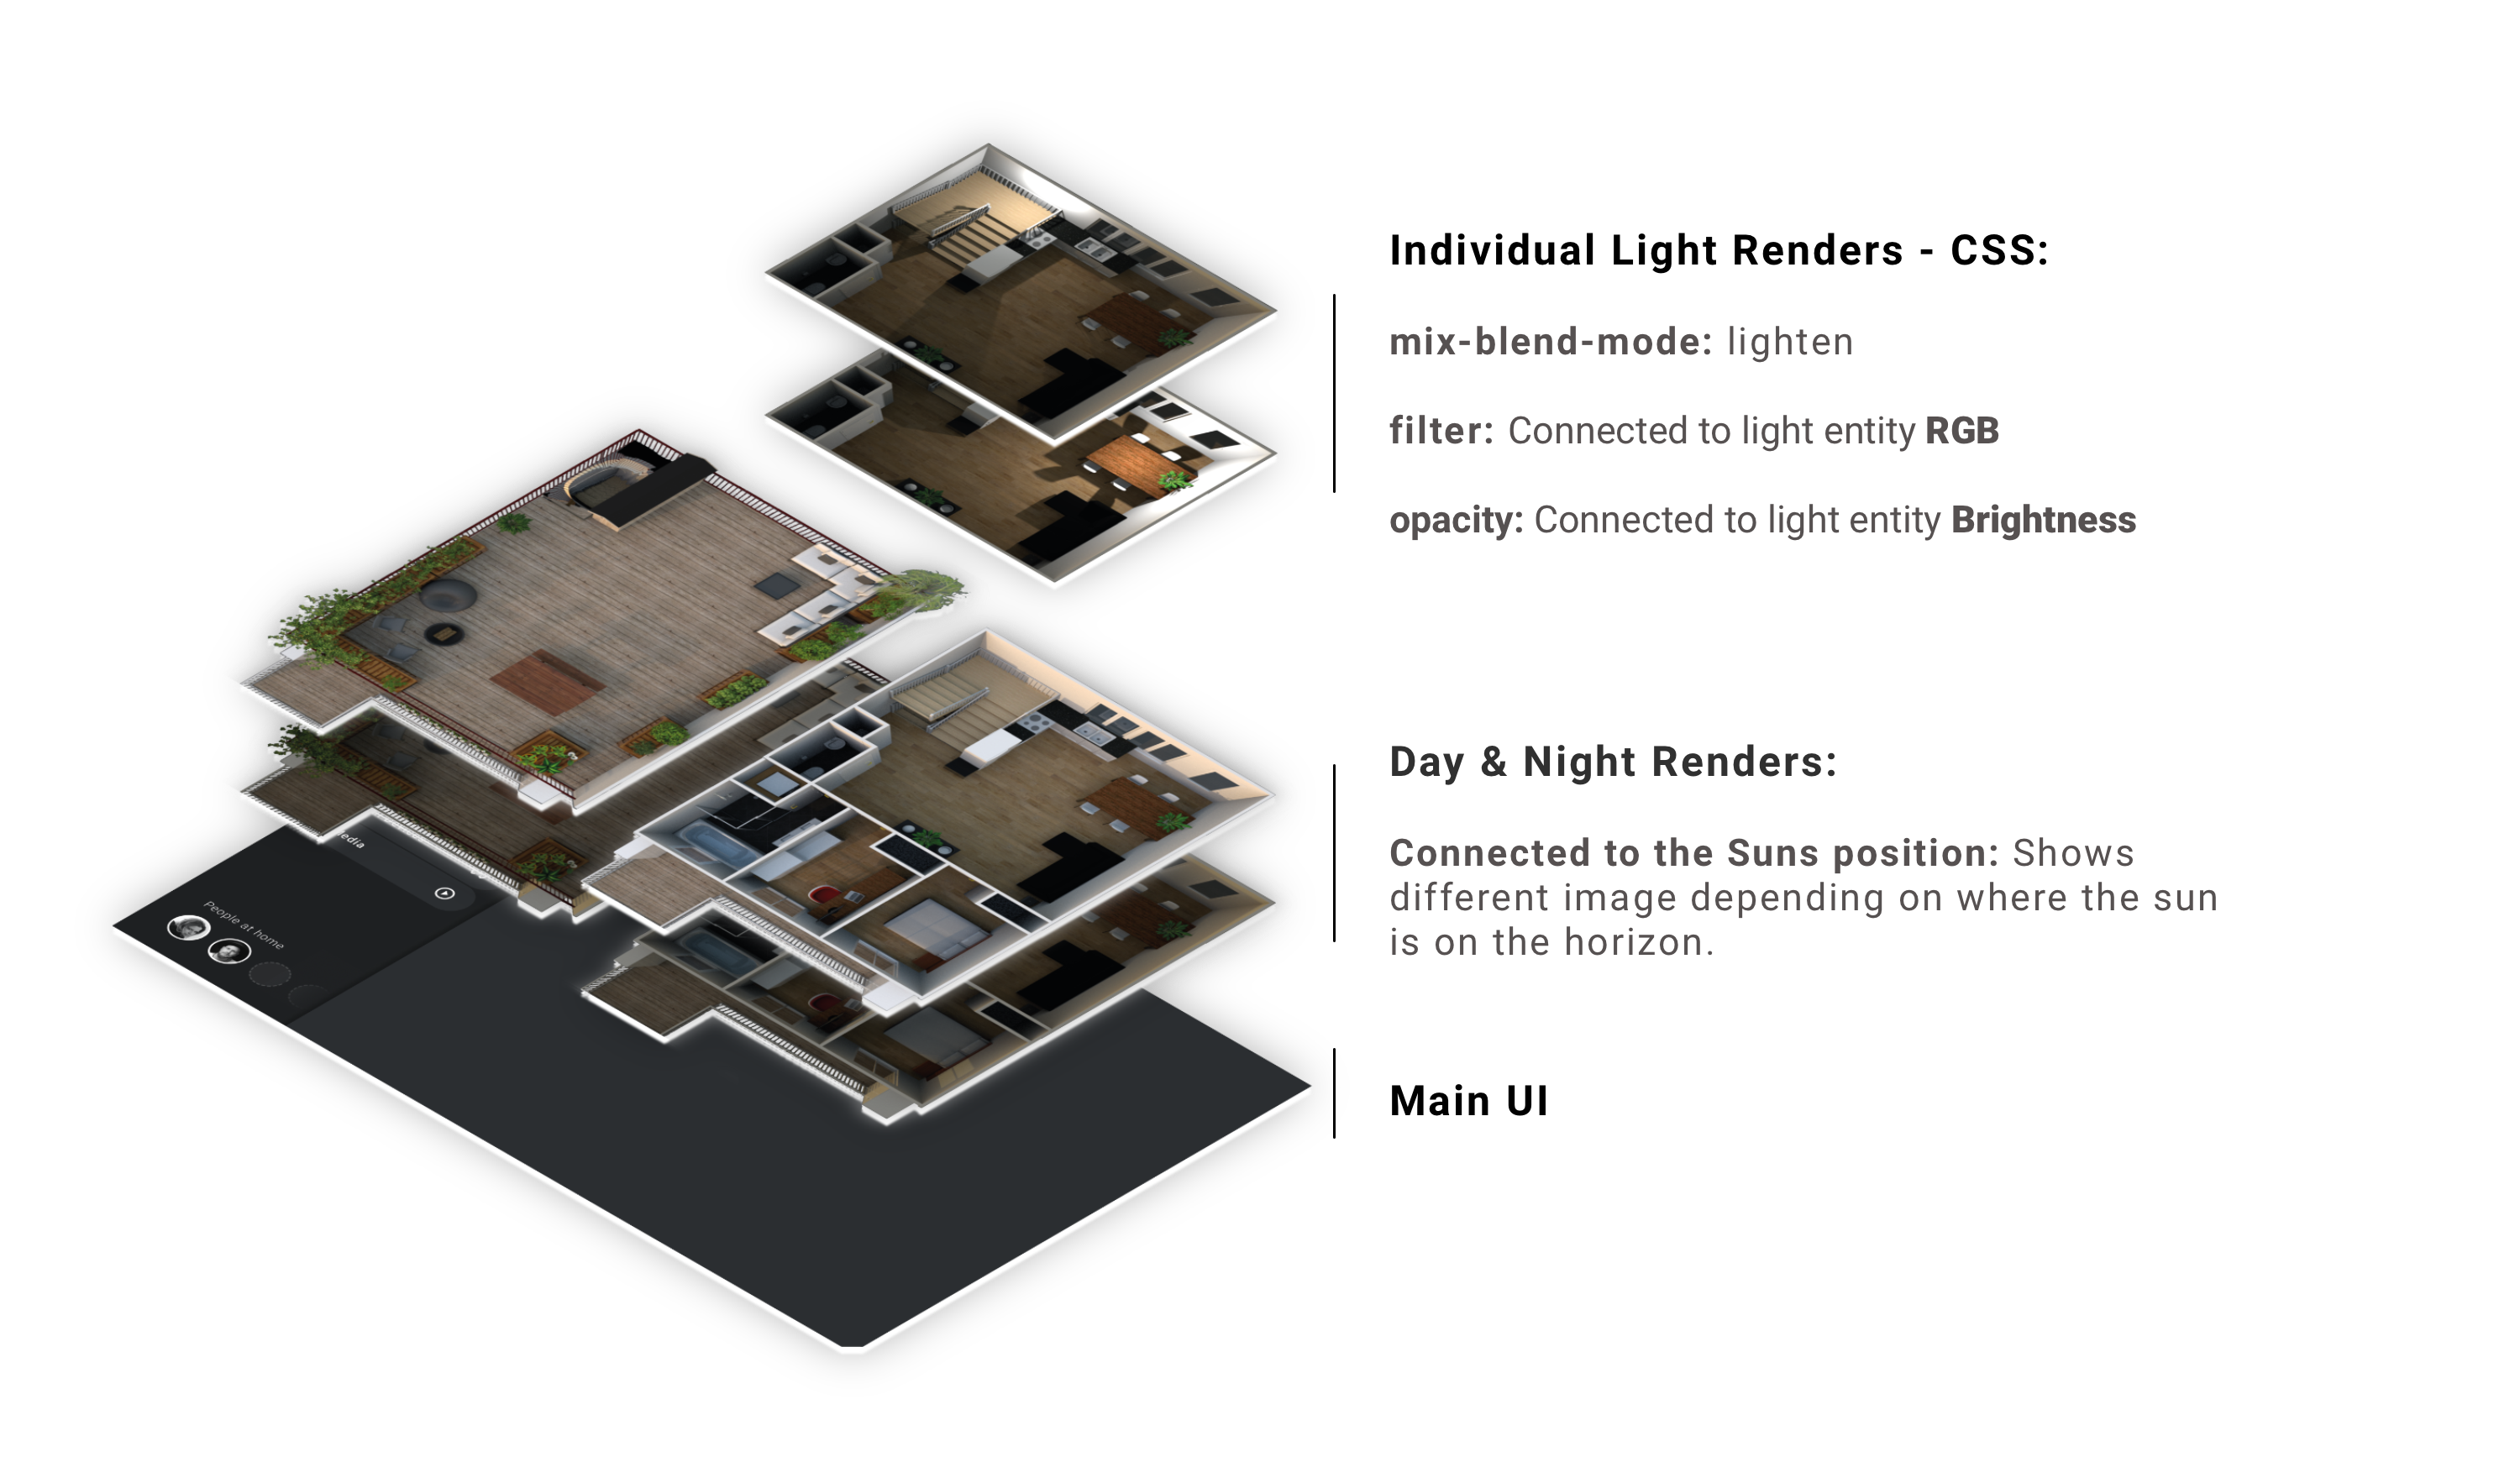 Individual Light Renders - CSS:
mix-blend-mode: lighten
filter: Connected to light entity RGB
opacity: Connected to light entity Brightness
Day & Night Renders:
Connected to the Suns position: Shows
different image depending on where the sun
is on the horizon.
Main UI
edia
People at home